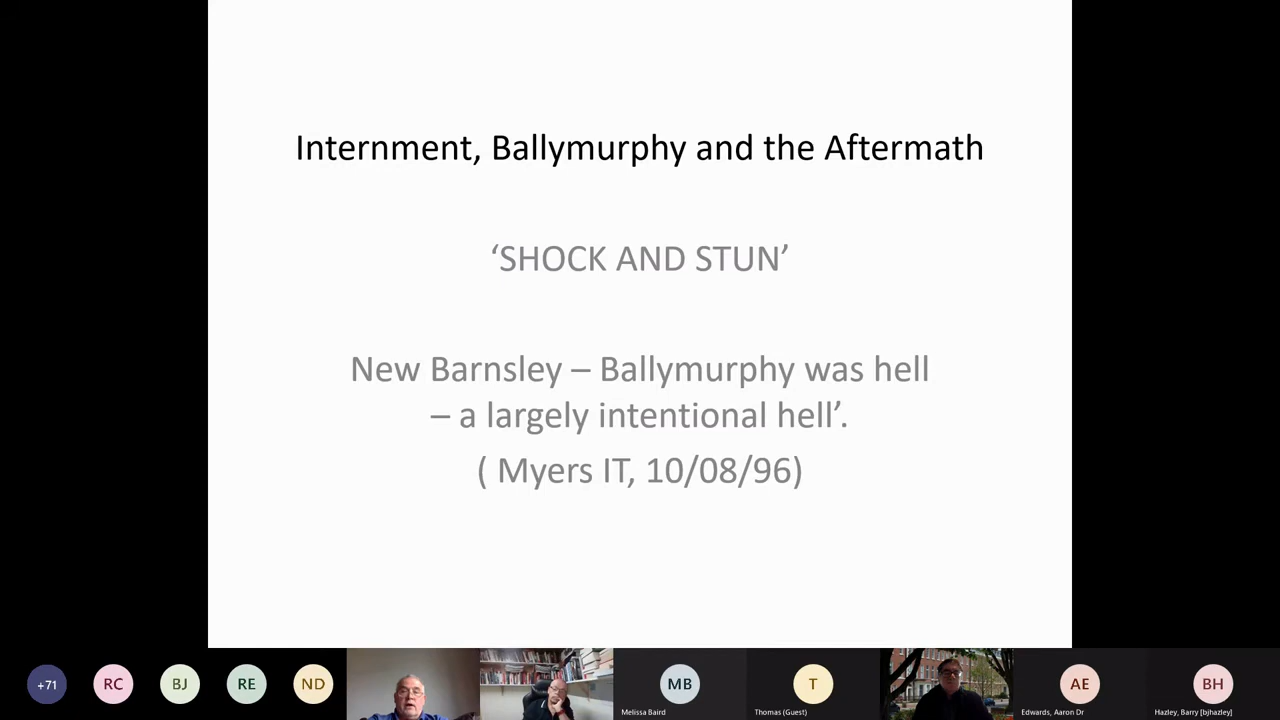 Internment, Ballymurphy and the Aftermath
‘SHOCK AND STUN’
New Barnsley – Ballymurphy was hell
– a largely intentional hell’.
( Myers IT, 10/08/96)
+71
RC
BJ
RE
ND
MB
T
AE
BH
Melissa Baird
Thomas (Guest)
Edwards, Aaron Dr
Hazley, Barry [bjhazley]